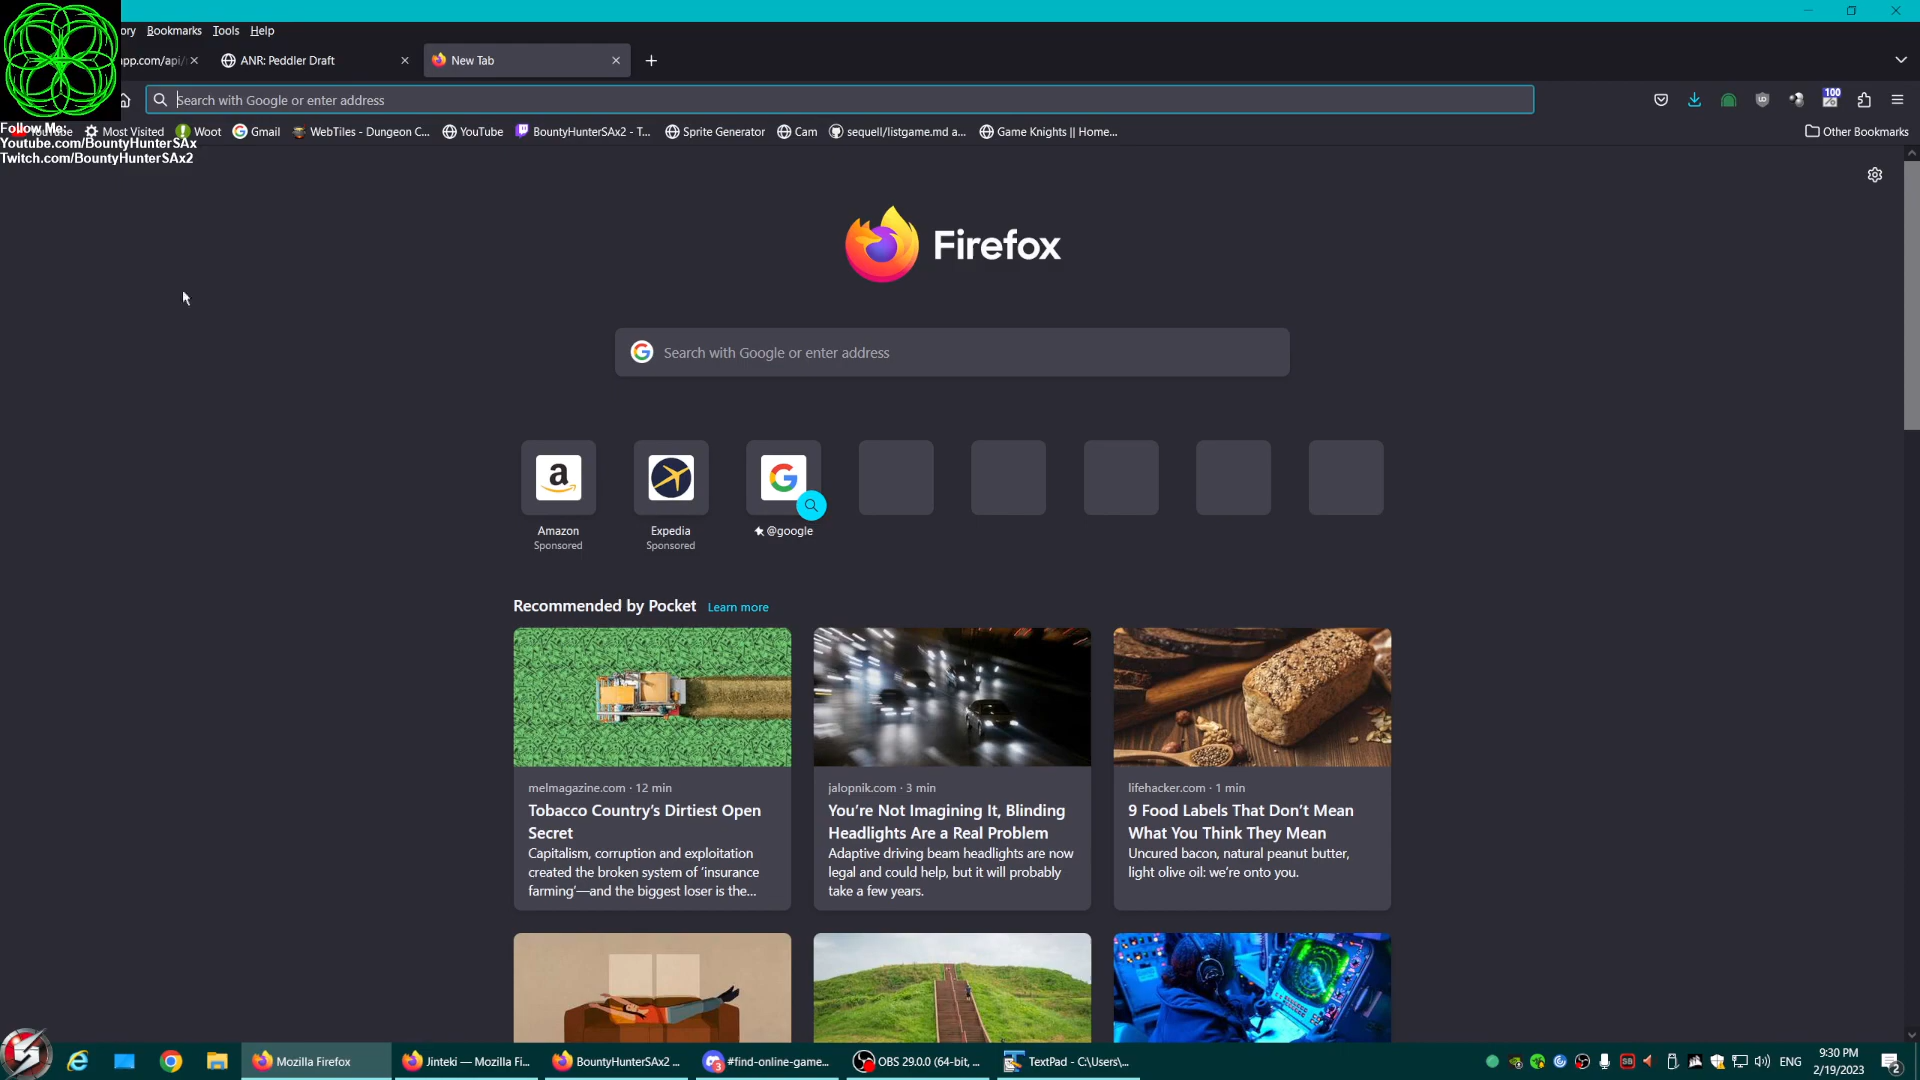 ory Bookmarks Tools Help
app.com/api/
ANR: Peddler Draft
New Tab
Search with Google or enter address
100
Follow Me:
Youtube.com/BountyHunterSAx
Twitch.com/BountyHunterSAx2
Most Visited
Woot
Gmail
WebTiles - Dungeon C...
YouTube
BountyHunterSAx2 - T...
Sprite Generator
Cam
sequell/listgame.md a...
Game Knights || Home...
Other Bookmarks
Firefox
Search with Google or enter address
Amazon
Sponsored
Expedia
Sponsored
@google
Recommended by Pocket Learn more
melmagazine.com · 12 min
Tobacco Country's Dirtiest Open
Secret
Capitalism, corruption and exploitation
created the broken system of 'insurance
farming'—and the biggest loser is the...
jalopnik.com · 3 min
You're Not Imagining It, Blinding
Headlights Are a Real Problem
Adaptive driving beam headlights are now
legal and could help, but it will probably
take a few years.
lifehacker.com · 1 min
9 Food Labels That Don't Mean
What You Think They Mean
Uncured bacon, natural peanut butter,
light olive oil: we're onto you.
Mozilla Firefox
Jinteki — Mozilla Fi...
BountyHunterSAx2 ...
#find-online-game...
OBS 29.0.0 (64-bit, ...
TextPad - C:\Users\...
ENG
9:30 PM
2/19/2023
2